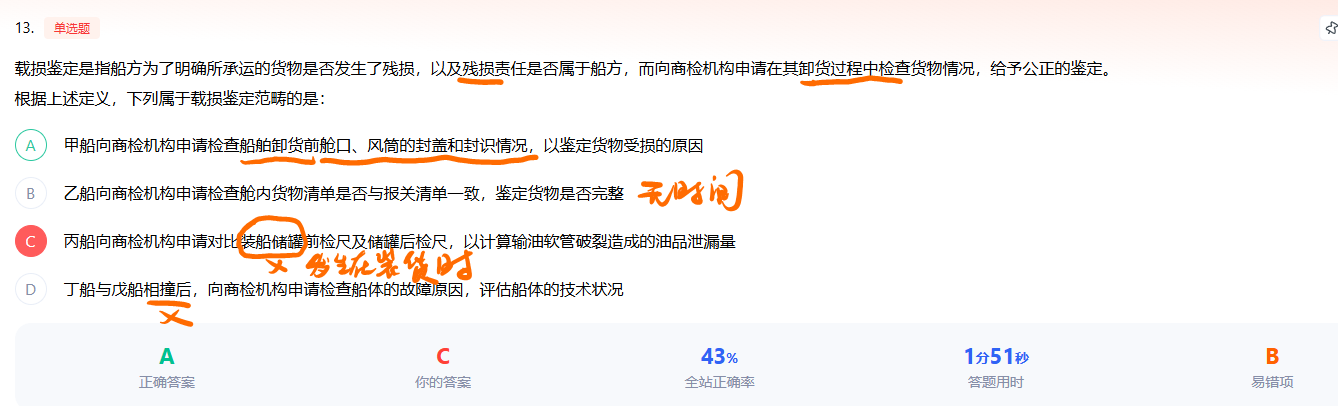 13. 单选题
载损鉴定是指船方为了明确所承运的货物是否发生了残损，以及残损责任是否属于船方，而向商检机构申请在其卸货过程中检查货物情况，给予公正的鉴定。
根据上述定义，下列属于载损鉴定范畴的是：
A 甲船向商检机构申请检查船舶卸货前舱口、风筒的封盖和封识情况，以鉴定货物受损的原因
B 乙船向商检机构申请检查舱内货物清单是否与报关清单一致，鉴定货物是否完整 无时间
C 丙船向商检机构申请对比装船储罐前检尺及储罐后检尺，以计算输油软管破裂造成的油品泄漏量
× 发生在装货时
D 丁船与戊船相撞后，向商检机构申请检查船体的故障原因，评估船体的技术状况
×
A C 43% 1分51秒 B
正确答案 你的答案 全站正确率 答题用时 易错项